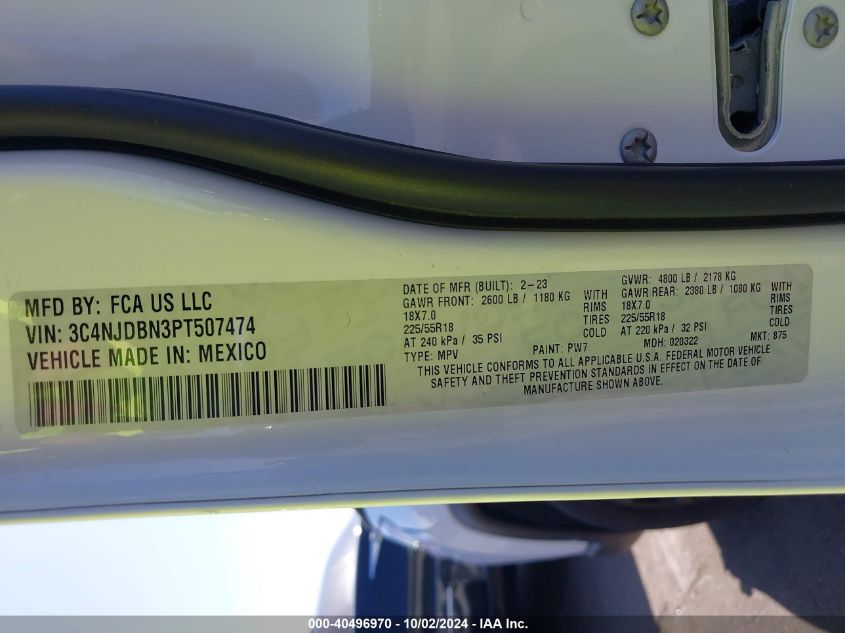 MFD BY: FCA US LLC
VIN: 3C4NJDBN3PT507474
VEHICLE MADE IN: MEXICO
DATE OF MFR (BUILT): 2-23
GAWR FRONT: 2600 LB / 1180 KG WITH
18X7.0 RIMS
225/55R18 TIRES
AT 240 kPa / 35 PSI COLD
TYPE: MPV PAINT: PW7
GVWR: 4800 LB / 2178 KG
GAWR REAR: 2380 LB / 1080 KG WITH
18X7.0 RIMS
225/55R18 TIRES
AT 220 kPa / 32 PSI COLD
MDH: 020322 MKT: 875
THIS VEHICLE CONFORMS TO ALL APPLICABLE U.S.A. FEDERAL MOTOR VEHICLE
SAFETY AND THEFT PREVENTION STANDARDS IN EFFECT ON THE DATE OF
MANUFACTURE SHOWN ABOVE.
000-40496970 - 10/02/2024 - IAA Inc.